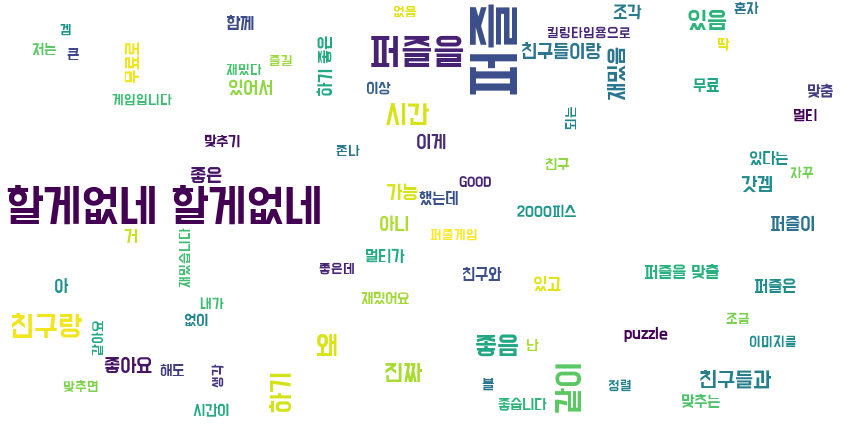 없음
혼자
함께
조각
있음
겜
킬링타임용으로
저는
큰
무료로
퍼즐을
퍼즐
친구들이랑
딱
재밌다
즐길
하기 좋은
재밌음
게임입니다
있어서
이상
무료
맞춤
시간
멀티
되는
맞추기
이게
존나
좋은
친구
있다는
자꾸
GOOD
갓겜
할게없네 할게없네
가능
했는데
2000피스
아니
퍼즐이
거
재밌습니다
퍼즐게임
멀티가
좋은데
친구와
퍼즐을 맞출
아
있고
퍼즐은
재밌어요
내가
친구랑
없이
조금
같아요
왜
좋음
난
puzzle
이미지를
좋아요
해도
생각
진짜
같이
친구들과
맞추면
하기
볼
정렬
시간이
좋습니다
맞추는